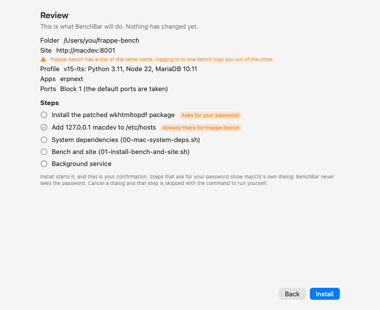 Review
This is what BenchBar will do. Nothing has changed yet.
Folder /Users/you/frappe-bench
Site http://macdev:8001
frappe-bench has a site of the same name: logging in to one bench logs you out of the other.
Profile v15-lts: Python 3.11, Node 22, MariaDB 10.11
Apps erpnext
Ports Block 1 (the default ports are taken)
Steps
Install the patched wkhtmltopdf package Asks for your password
Add 127.0.0.1 macdev to /etc/hosts Already there for frappe-bench
System dependencies (00-mac-system-deps.sh)
Bench and site (01-install-bench-and-site.sh)
Background service
Install starts it, and that is your confirmation. Steps that ask for your password show macOS's own dialog: BenchBar never
sees the password. Cancel a dialog and that step is skipped with the command to run yourself.
Back Install